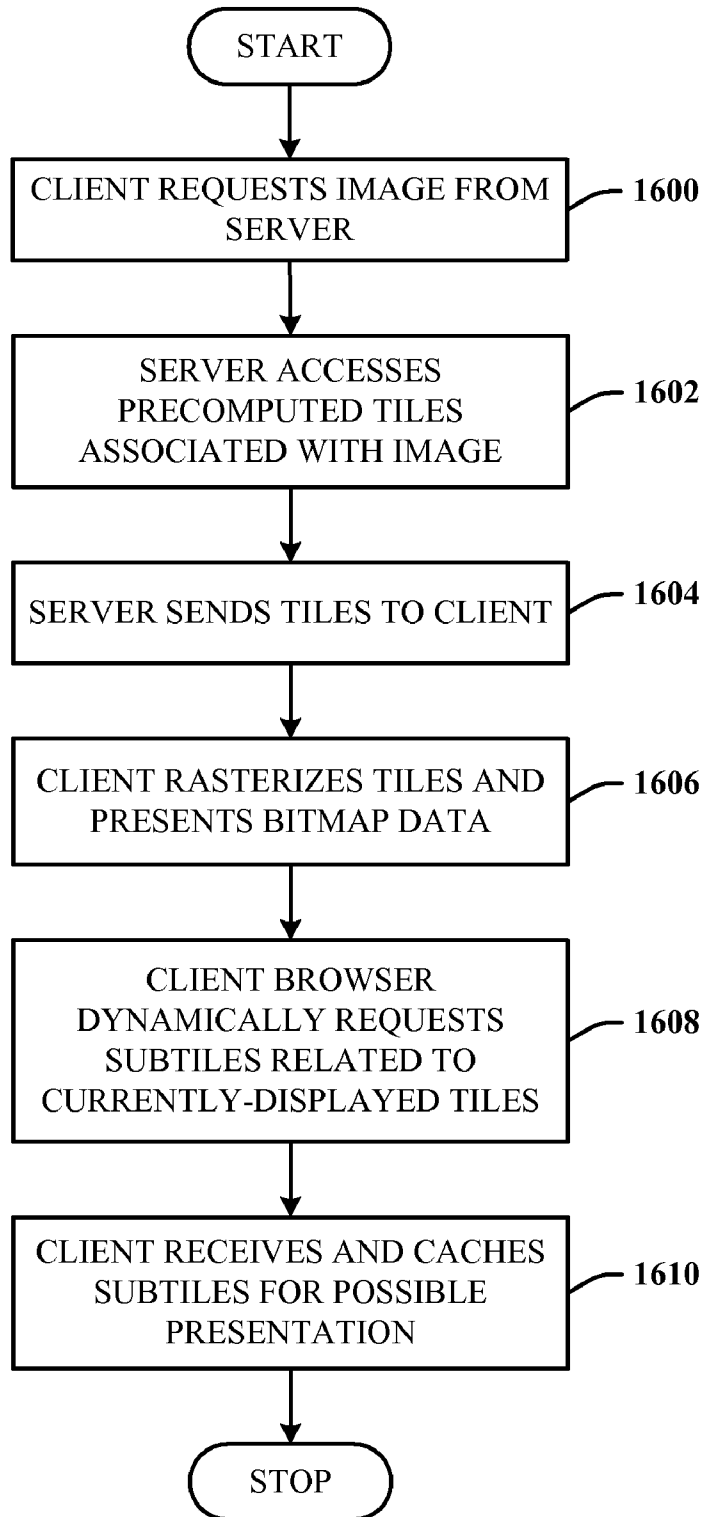 START
CLIENT REQUESTS IMAGE FROM
SERVER
1600
SERVER ACCESSES
PRECOMPUTED TILES
ASSOCIATED WITH IMAGE
1602
SERVER SENDS TILES TO CLIENT
1604
CLIENT RASTERIZES TILES AND
PRESENTS BITMAP DATA
1606
CLIENT BROWSER
DYNAMICALLY REQUESTS
SUBTILES RELATED TO
CURRENTLY-DISPLAYED TILES
1608
CLIENT RECEIVES AND CACHES
SUBTILES FOR POSSIBLE
PRESENTATION
1610
STOP